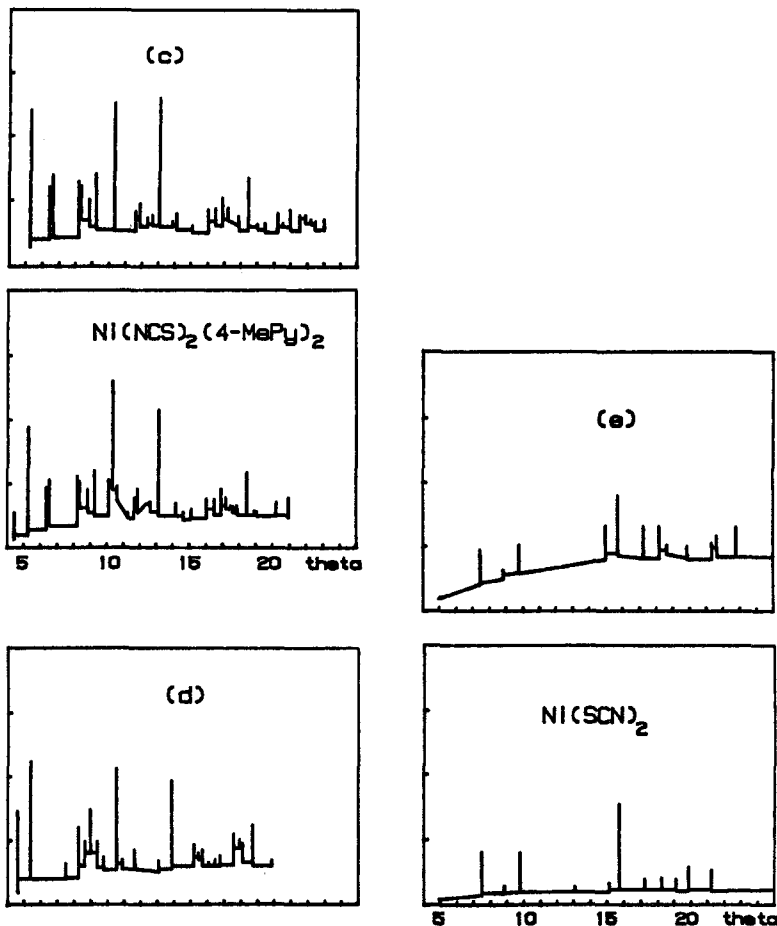 (c)
Ni(NCS)2(4-MePy)2
5 10 15 20 theta
(d)
(e)
Ni(SCN)2
5 10 15 20 theta